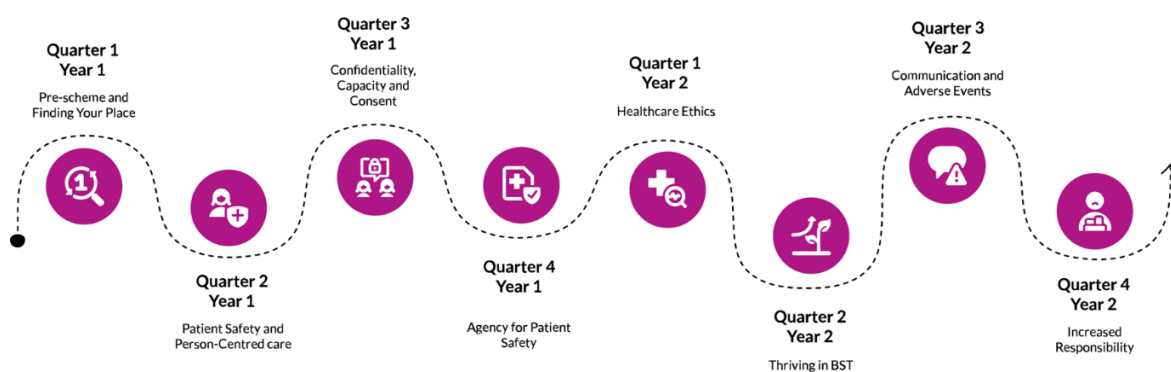 Quarter 1
Year 1
Pre-scheme and
Finding Your Place
1
Quarter 2
Year 1
Patient Safety and
Person-Centred care
Quarter 3
Year 1
Confidentiality,
Capacity and
Consent
Quarter 4
Year 1
Agency for Patient
Safety
Quarter 1
Year 2
Healthcare Ethics
Quarter 2
Year 2
Thriving in BST
Quarter 3
Year 2
Communication and
Adverse Events
Quarter 4
Year 2
Increased
Responsibility